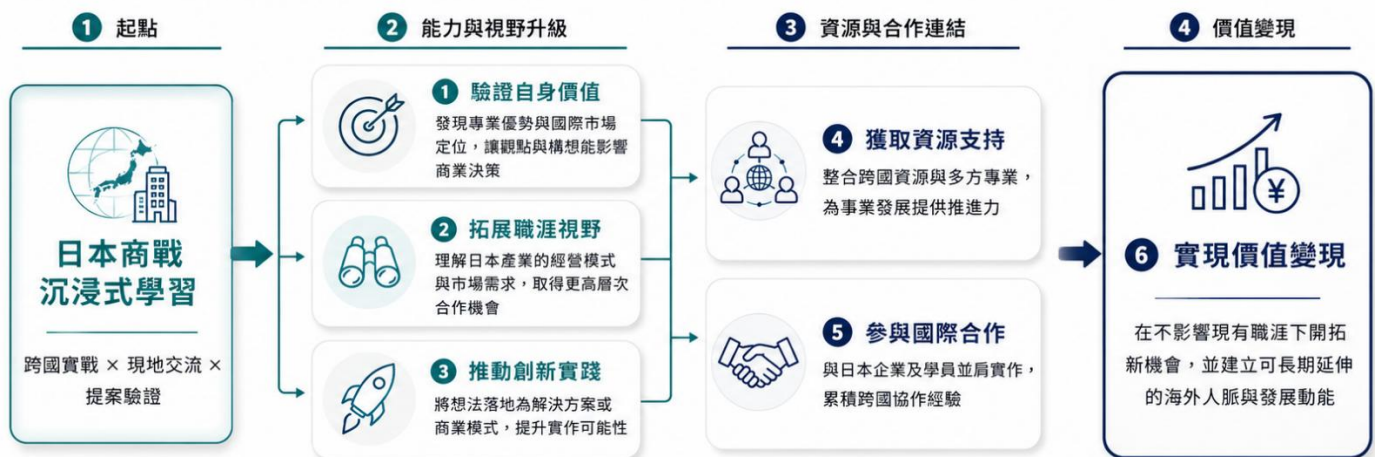 1 起點
日本商戰
沉浸式學習
跨國實戰 × 現地交流 ×
提案驗證
2 能力與視野升級
1 驗證自身價值
發現專業優勢與國際市場
定位，讓觀點與構想能影響
商業決策
2 拓展職涯視野
理解日本產業的經營模式
與市場需求，取得更高層次
合作機會
3 推動創新實踐
將想法落地為解決方案或
商業模式，提升實作可能性
3 資源與合作連結
4 獲取資源支持
整合跨國資源與多方專業，
為事業發展提供推進力
5 參與國際合作
與日本企業及學員並肩實作，
累積跨國協作經驗
4 價值變現
¥
6 實現價值變現
在不影響現有職涯下開拓
新機會，並建立可長期延伸
的海外人脈與發展動能